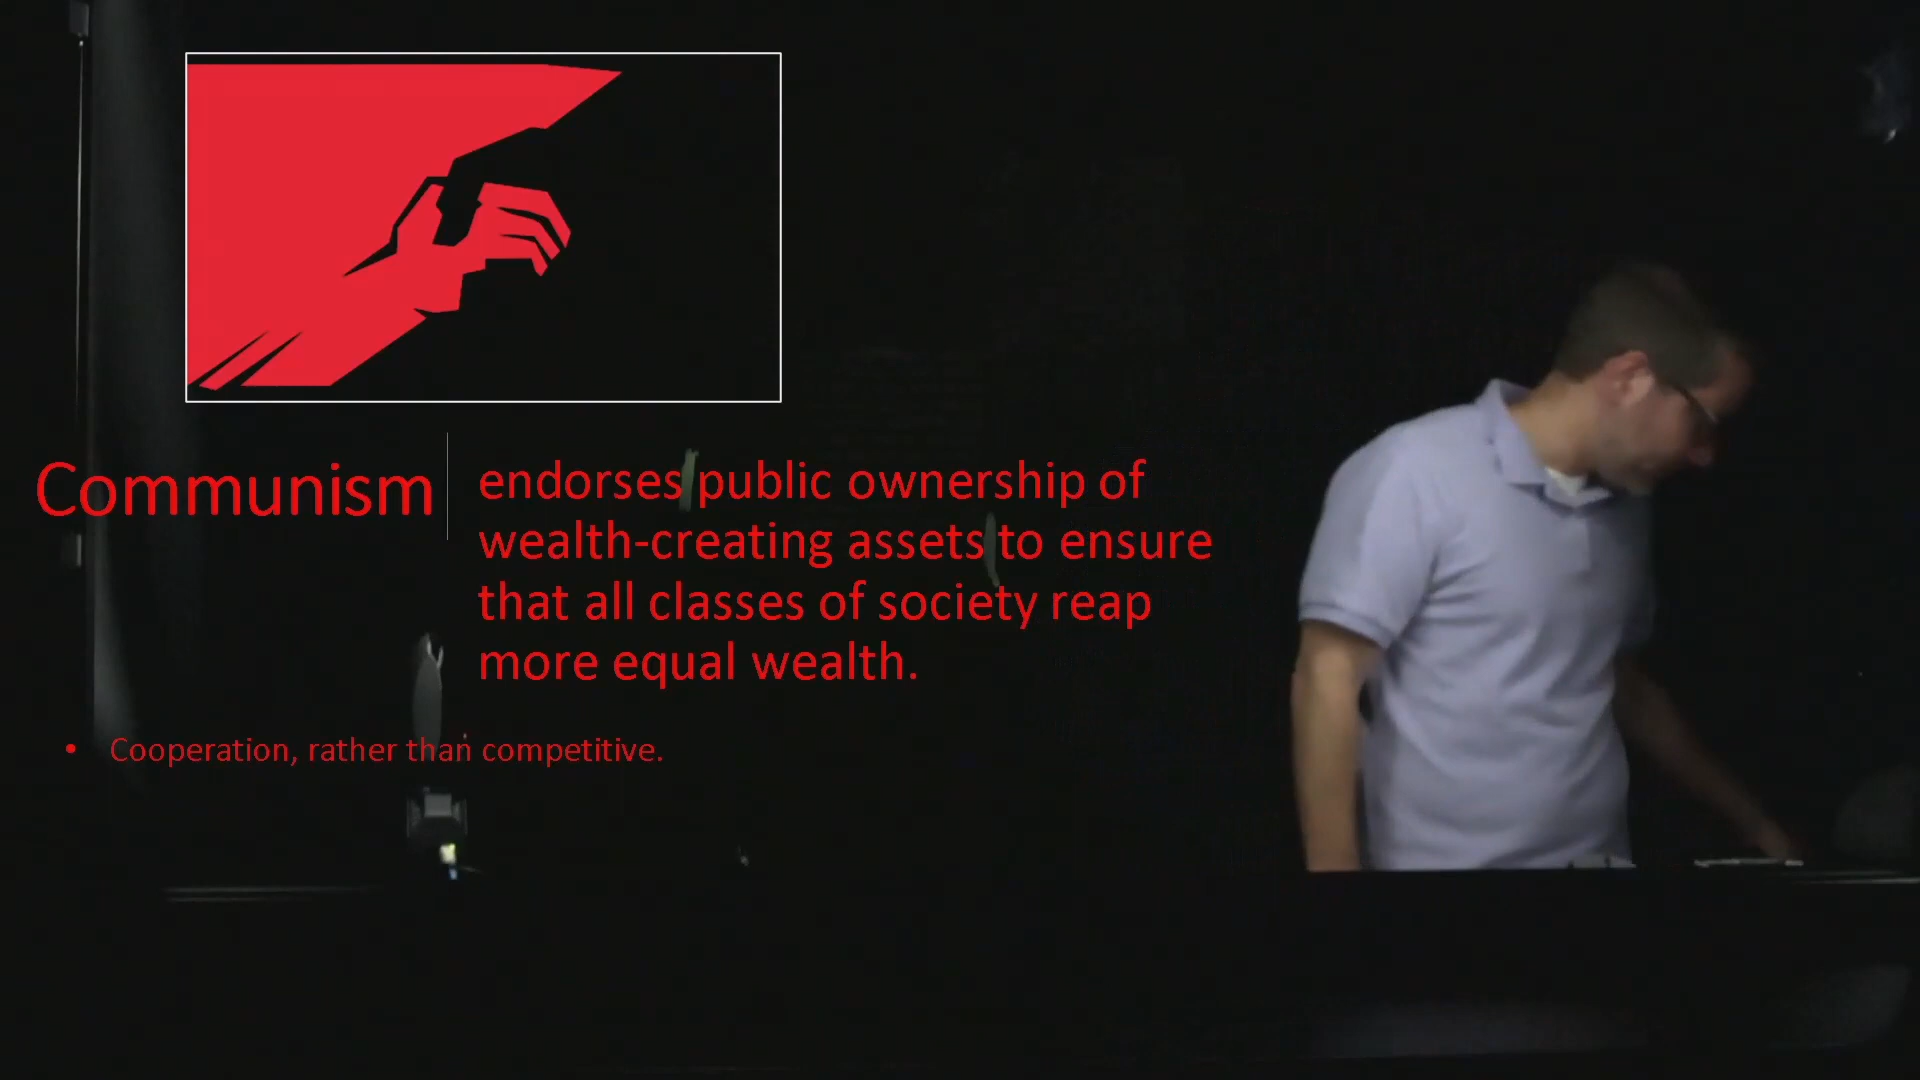 Communism
endorses public ownership of
wealth-creating assets to ensure
that all classes of society reap
more equal wealth.
• Cooperation, rather than competitive.